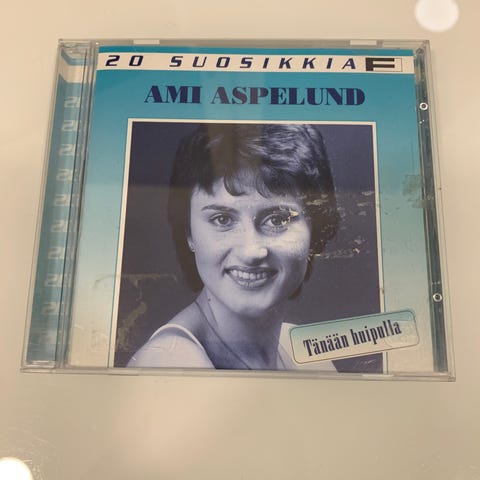 20 SUOSIKKIA
AMI ASPELUND
Tänään huipulla